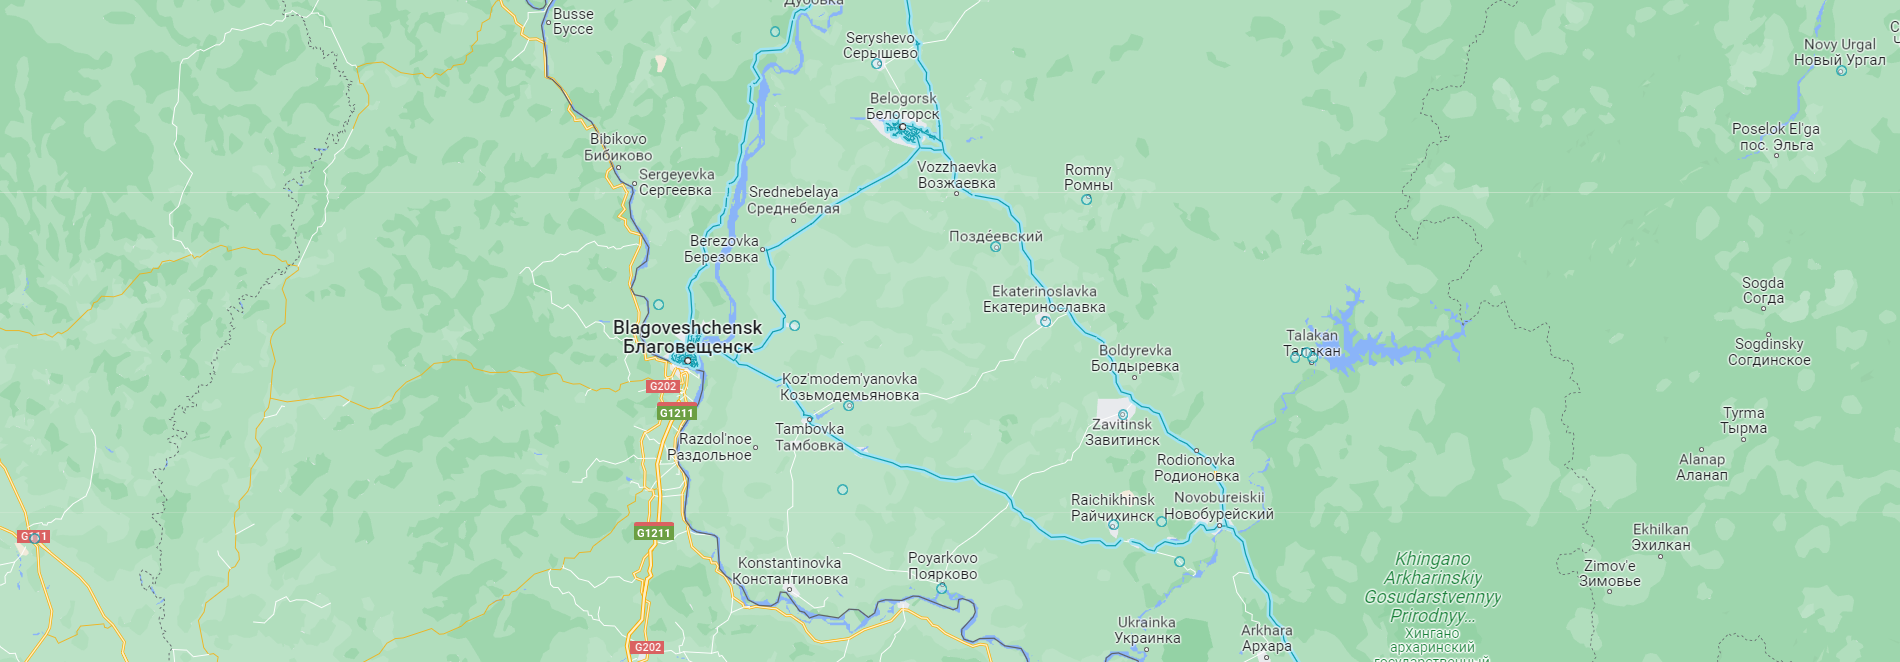 Дубовка
Busse
Буссе
Seryshevo
Серышево
Novy Urgal
Новый Ургал
Belogorsk
Белогорск
Bibikovo
Бибиково
Poselok El'ga
пос. Эльга
Sergeyevka
Сергеевка
Vozzhaevka
Возжаевка
Romny
Ромны
Srednebelaya
Среднебелая
Поздéевский
Berezovka
Березовка
Ekaterinoslavka
Екатеринославка
Sogda
Согда
Blagoveshchensk
Благовещенск
Talakan
Талакан
Sogdinsky
Согдинское
Boldyrevka
Болдыревка
G202
Koz'modem'yanovka
Козьмодемьяновка
G1211
Tyrma
Тырма
Tambovka
Тамбовка
Zavitinsk
Завитинск
Razdol'noe
Раздольное
Rodionovka
Родионовка
Alanap
Аланап
Raichikhinsk
Райчихинск
Novobureiskii
Новобурейский
G1211
Ekhilkan
Эхилкан
Konstantinovka
Константиновка
Poyarkovo
Поярково
Khingano
Arkharinskiy
Gosudarstvennyy
Prirodnyy...
Хингано
архаринский
государственный
Zimov'e
Зимовье
Ukrainka
Украинка
Arkhara
Архара
G202